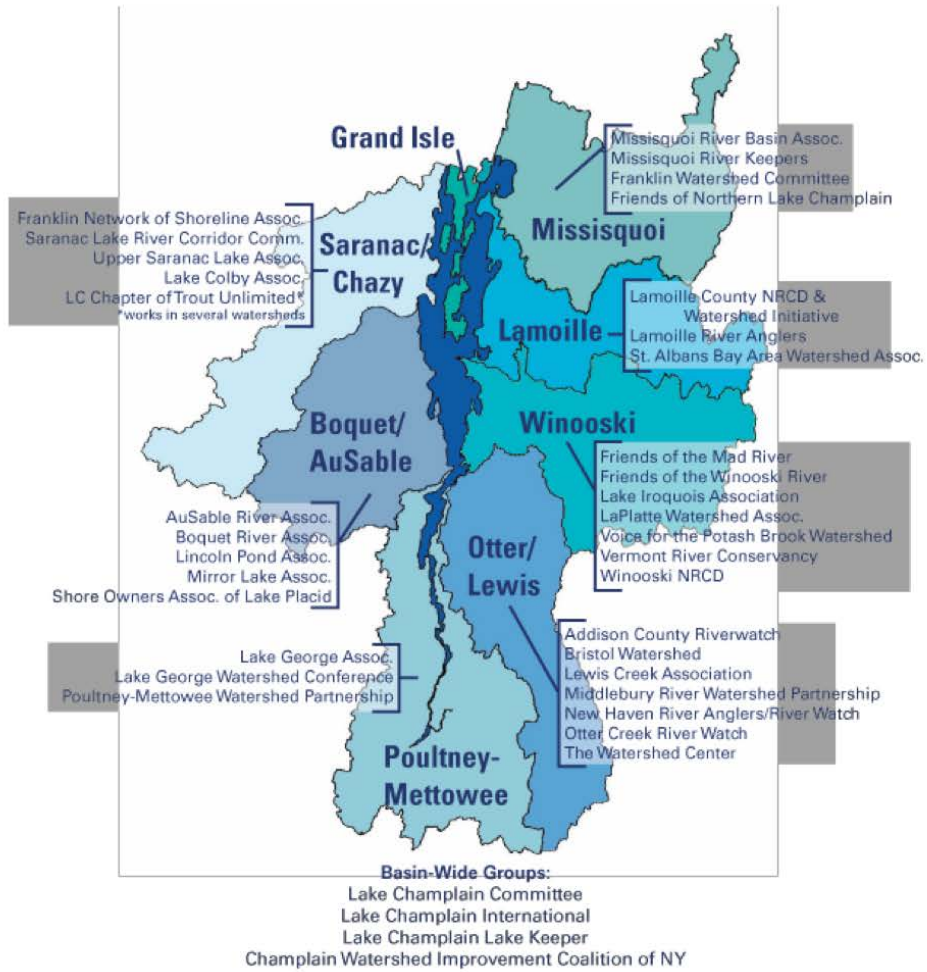 Grand Isle
Missisquoi River Basin Assoc.
Missisquoi River Keepers
Franklin Watershed Committee
Friends of Northern Lake Champlain
Missisquoi
Franklin Network of Shoreline Assoc.
Saranac Lake River Corridor Comm.
Upper Saranac Lake Assoc.
Lake Colby Assoc.
LC Chapter of Trout Unlimited*
*works in several watersheds
Saranac/
Chazy
Lamoille
Lamoille County NRCD &
Watershed Initiative
Lamoille River Anglers
St. Albans Bay Area Watershed Assoc.
Boquet/
AuSable
Winooski
Friends of the Mad River
Friends of the Winooski River
Lake Iroquois Association
LaPlatte Watershed Assoc.
Voice for the Potash Brook Watershed
Vermont River Conservancy
Winooski NRCD
AuSable River Assoc.
Boquet River Assoc.
Lincoln Pond Assoc.
Mirror Lake Assoc.
Shore Owners Assoc. of Lake Placid
Otter/
Lewis
Addison County Riverwatch
Bristol Watershed
Lewis Creek Association
Middlebury River Watershed Partnership
New Haven River Anglers/River Watch
Otter Creek River Watch
The Watershed Center
Lake George Assoc.
Lake George Watershed Conference
Poultney-Mettowee Watershed Partnership
Poultney-
Mettowee
Basin-Wide Groups:
Lake Champlain Committee
Lake Champlain International
Lake Champlain Lake Keeper
Champlain Watershed Improvement Coalition of NY